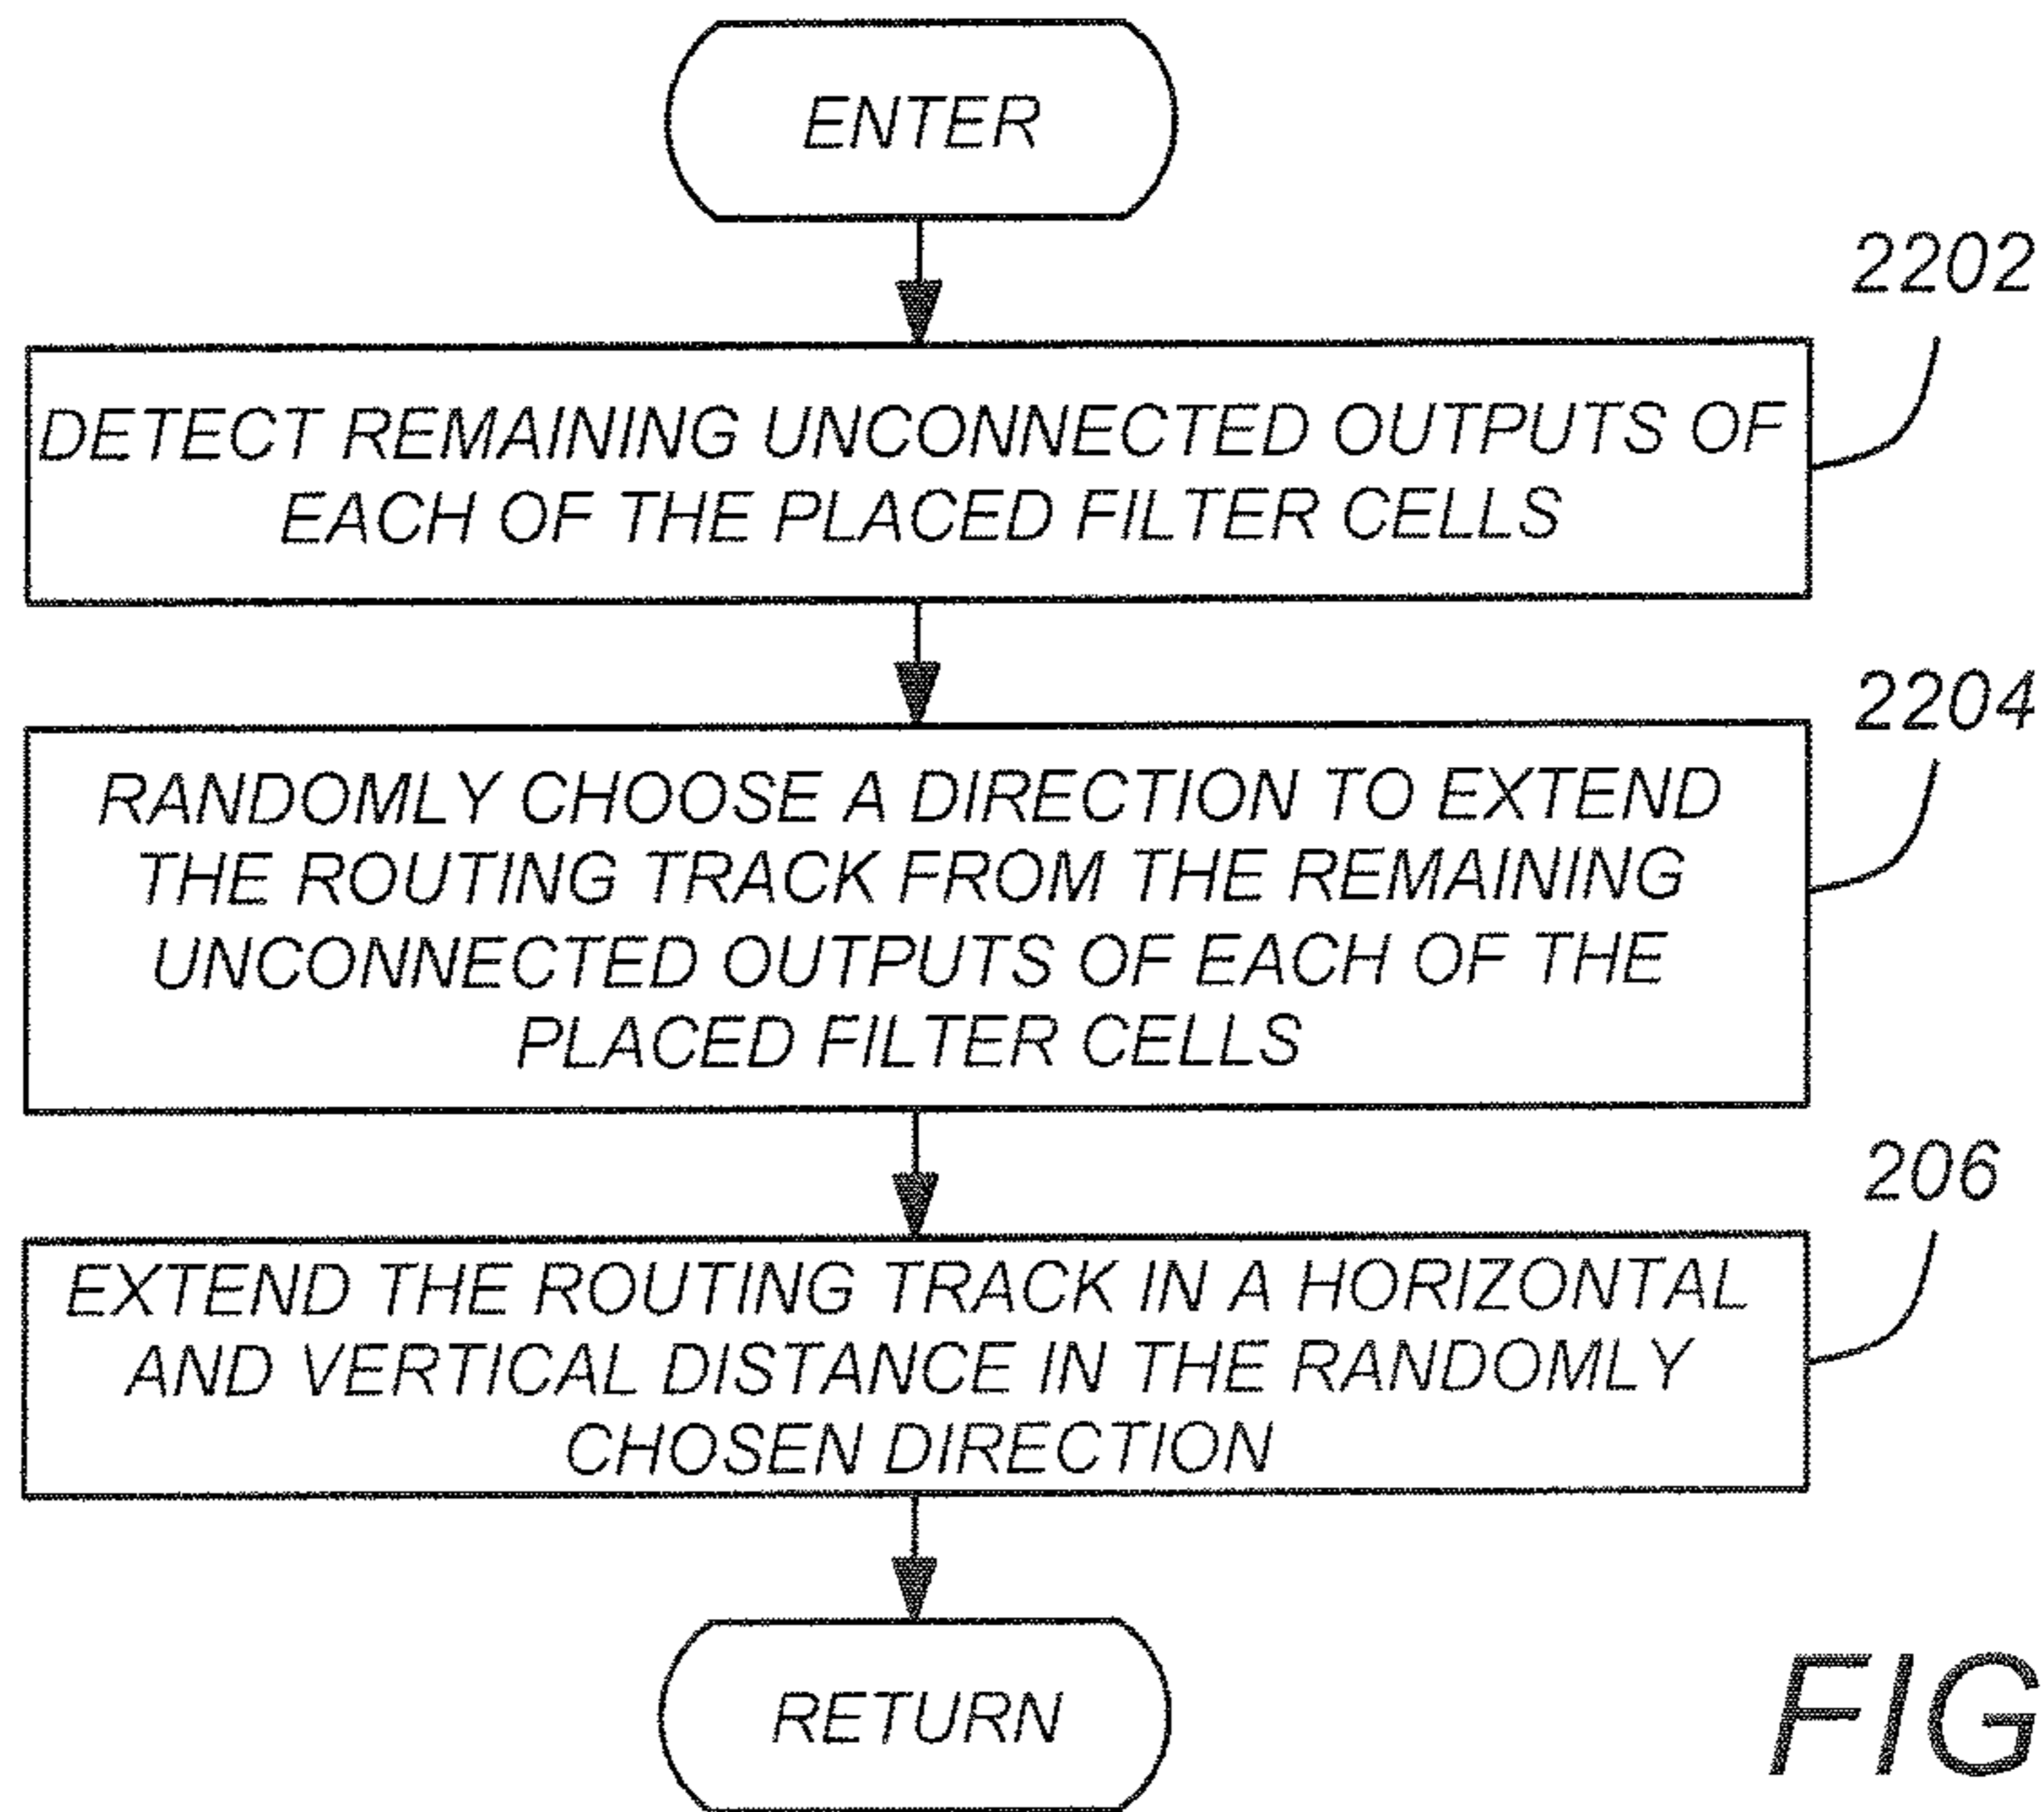 ENTER
2202
DETECT REMAINING UNCONNECTED OUTPUTS OF
EACH OF THE PLACED FILTER CELLS
2204
RANDOMLY CHOOSE A DIRECTION TO EXTEND
THE ROUTING TRACK FROM THE REMAINING
UNCONNECTED OUTPUTS OF EACH OF THE
PLACED FILTER CELLS
206
EXTEND THE ROUTING TRACK IN A HORIZONTAL
AND VERTICAL DISTANCE IN THE RANDOMLY
CHOSEN DIRECTION
RETURN
FIG